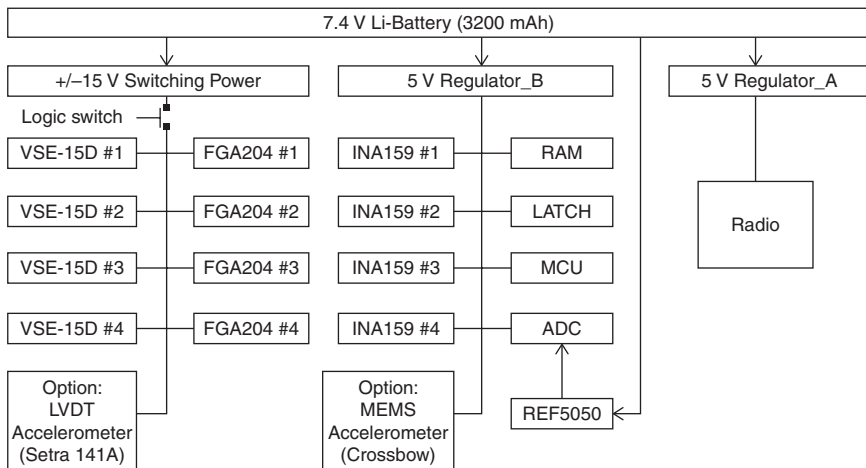 7.4 V Li-Battery (3200 mAh)
+/–15 V Switching Power
5 V Regulator_B
5 V Regulator_A
Logic switch
VSE-15D #1
FGA204 #1
INA159 #1
RAM
VSE-15D #2
FGA204 #2
INA159 #2
LATCH
Radio
VSE-15D #3
FGA204 #3
INA159 #3
MCU
VSE-15D #4
FGA204 #4
INA159 #4
ADC
Option:
LVDT
Accelerometer
(Setra 141A)
Option:
MEMS
Accelerometer
(Crossbow)
REF5050